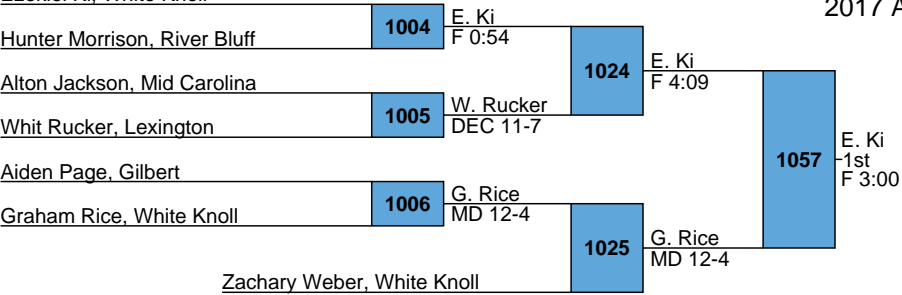 2017 A
1004
E. Ki
F 0:54
Hunter Morrison, River Bluff
1024
E. Ki
F 4:09
Alton Jackson, Mid Carolina
1005
W. Rucker
DEC 11-7
Whit Rucker, Lexington
1057
E. Ki
1st
F 3:00
Aiden Page, Gilbert
1006
G. Rice
MD 12-4
Graham Rice, White Knoll
1025
G. Rice
MD 12-4
Zachary Weber, White Knoll